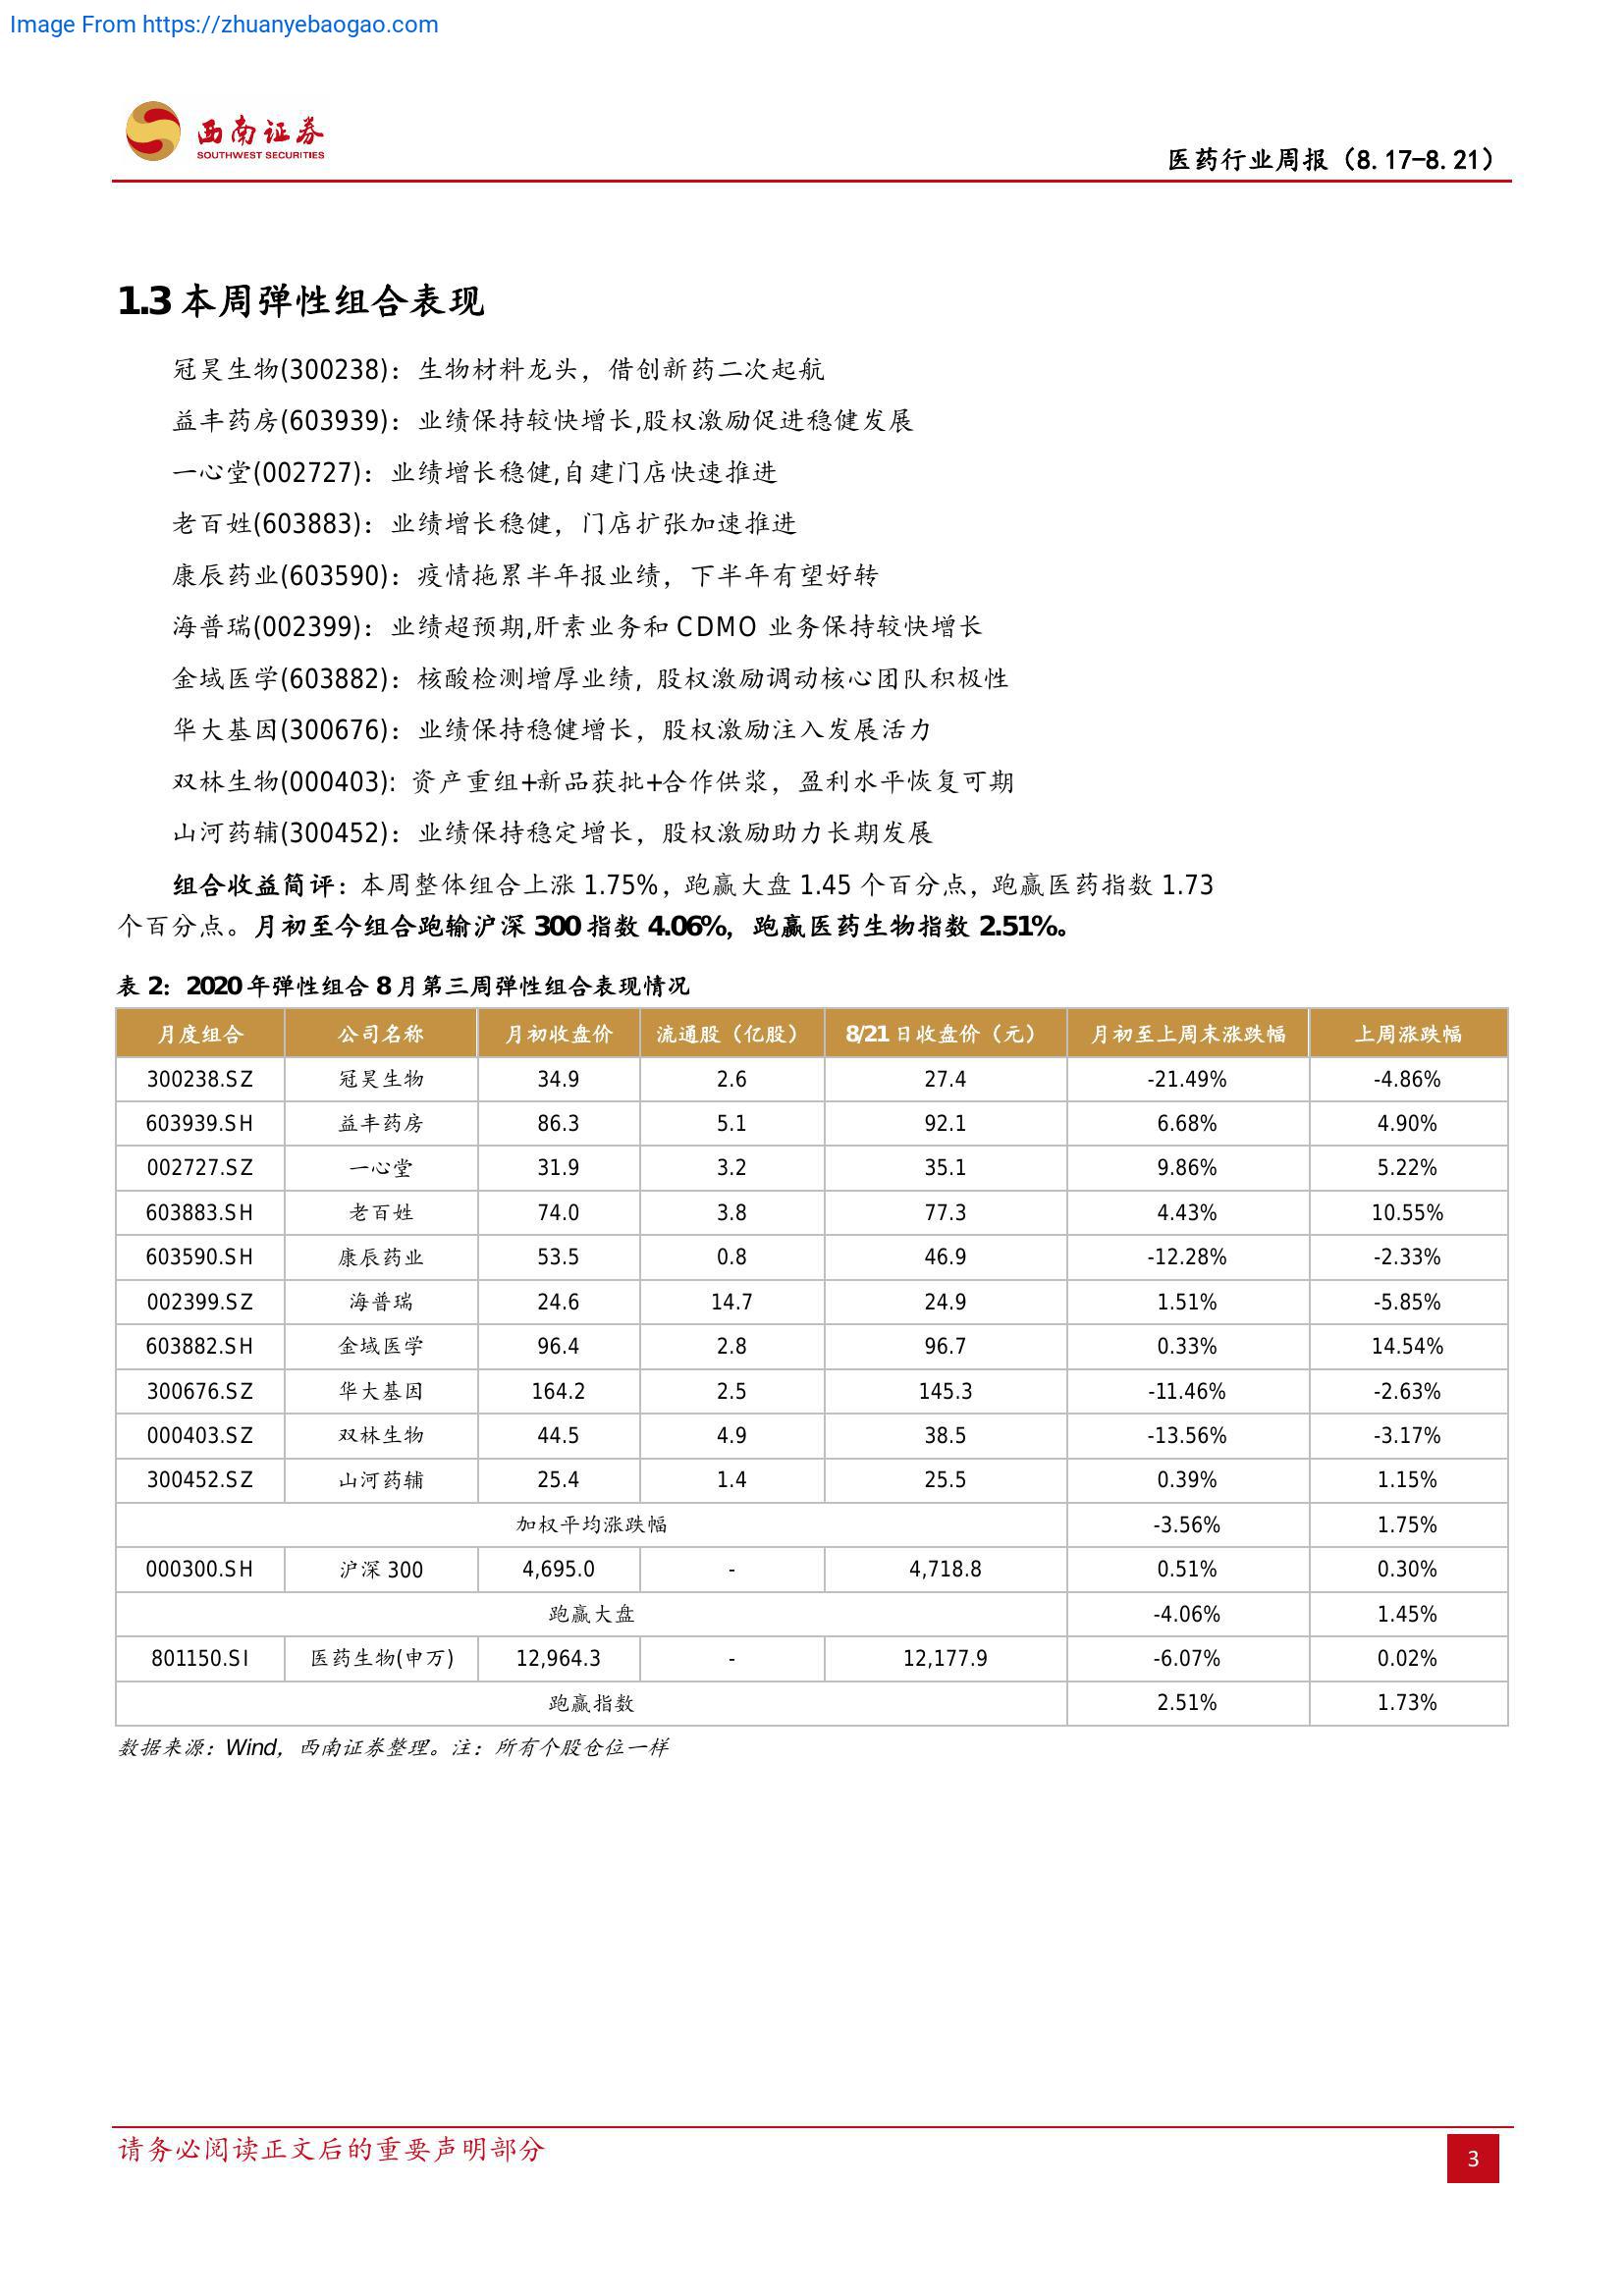 Image From https://zhuanyebaogao.com
西南证券
SOUTHWEST SECURITIES
医药行业周报（8.17-8.21）
1.3 本周弹性组合表现
冠昊生物(300238)：生物材料龙头，借创新药二次起航
益丰药房(603939)：业绩保持较快增长,股权激励促进稳健发展
一心堂(002727)：业绩增长稳健,自建门店快速推进
老百姓(603883)：业绩增长稳健，门店扩张加速推进
康辰药业(603590)：疫情拖累半年报业绩，下半年有望好转
海普瑞(002399)：业绩超预期,肝素业务和 CDMO 业务保持较快增长
金域医学(603882)：核酸检测增厚业绩, 股权激励调动核心团队积极性
华大基因(300676)：业绩保持稳健增长，股权激励注入发展活力
双林生物(000403): 资产重组+新品获批+合作供浆，盈利水平恢复可期
山河药辅(300452)：业绩保持稳定增长，股权激励助力长期发展
组合收益简评：本周整体组合上涨 1.75%，跑赢大盘 1.45 个百分点，跑赢医药指数 1.73
个百分点。月初至今组合跑输沪深 300 指数 4.06%，跑赢医药生物指数 2.51%。
表 2：2020 年弹性组合 8 月第三周弹性组合表现情况
月度组合 公司名称 月初收盘价 流通股（亿股） 8/21 日收盘价（元） 月初至上周末涨跌幅 上周涨跌幅
300238.SZ 冠昊生物 34.9 2.6 27.4 -21.49% -4.86%
603939.SH 益丰药房 86.3 5.1 92.1 6.68% 4.90%
002727.SZ 一心堂 31.9 3.2 35.1 9.86% 5.22%
603883.SH 老百姓 74.0 3.8 77.3 4.43% 10.55%
603590.SH 康辰药业 53.5 0.8 46.9 -12.28% -2.33%
002399.SZ 海普瑞 24.6 14.7 24.9 1.51% -5.85%
603882.SH 金域医学 96.4 2.8 96.7 0.33% 14.54%
300676.SZ 华大基因 164.2 2.5 145.3 -11.46% -2.63%
000403.SZ 双林生物 44.5 4.9 38.5 -13.56% -3.17%
300452.SZ 山河药辅 25.4 1.4 25.5 0.39% 1.15%
加权平均涨跌幅 -3.56% 1.75%
000300.SH 沪深 300 4,695.0 - 4,718.8 0.51% 0.30%
跑赢大盘 -4.06% 1.45%
801150.SI 医药生物(申万) 12,964.3 - 12,177.9 -6.07% 0.02%
跑赢指数 2.51% 1.73%
数据来源：Wind，西南证券整理。注：所有个股仓位一样
请务必阅读正文后的重要声明部分
3